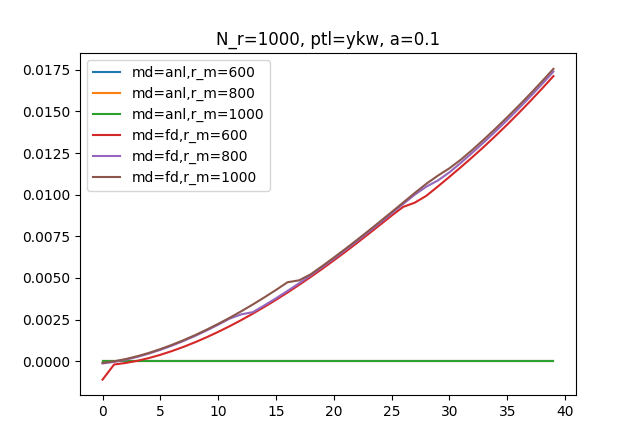 N_r=1000, ptl=ykw, a=0.1
0.0175
0.0150
0.0125
0.0100
0.0075
0.0050
0.0025
0.0000
md=anl,r_m=600
md=anl,r_m=800
md=anl,r_m=1000
md=fd,r_m=600
md=fd,r_m=800
md=fd,r_m=1000
0 5 10 15 20 25 30 35 40